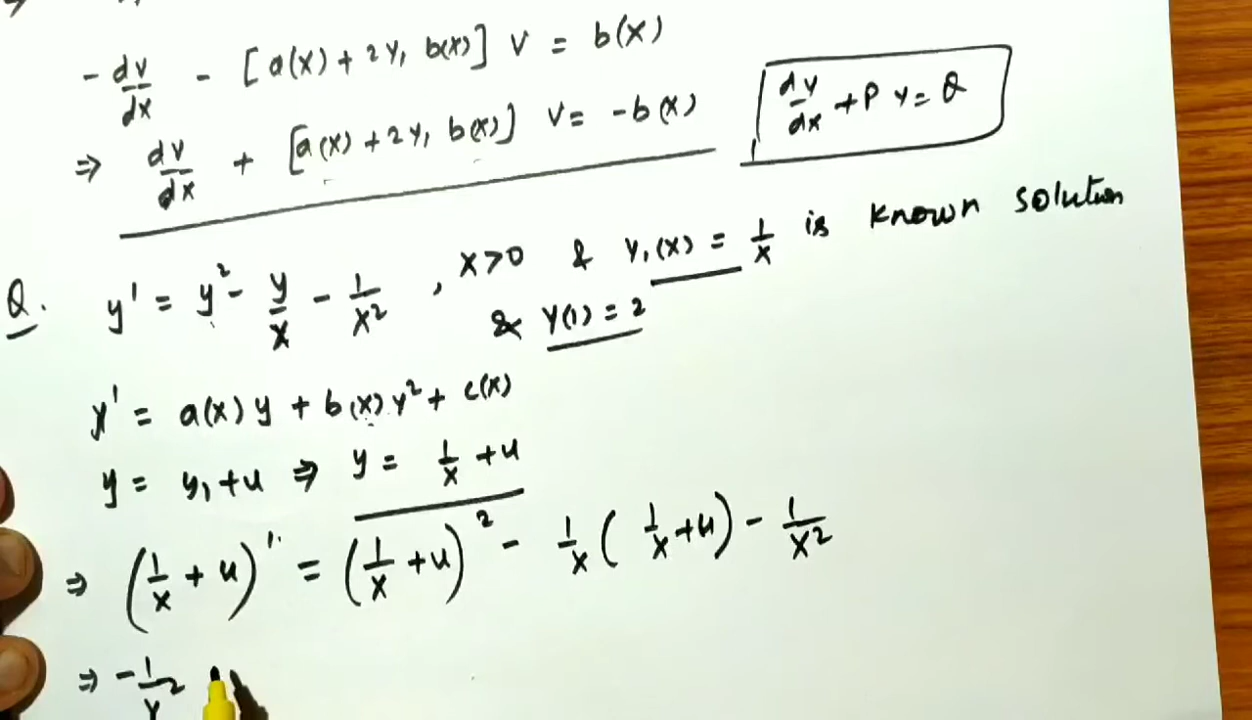 - dv/dx - [a(x) + 2y₁ b(x)] v = b(x)
⇒ dv/dx + [a(x) + 2y₁ b(x)] v = -b(x)
dy/dx + P y = Q
Q. y' = y² - y/x - 1/x² , x>0 & y₁(x) = 1/x is known solution
& y(1) = 2
y' = a(x) y + b(x) y² + c(x)
y = y₁ + u ⇒ y = 1/x + u
⇒ (1/x + u)' = (1/x + u)² - 1/x (1/x + u) - 1/x²
⇒ -1/x²